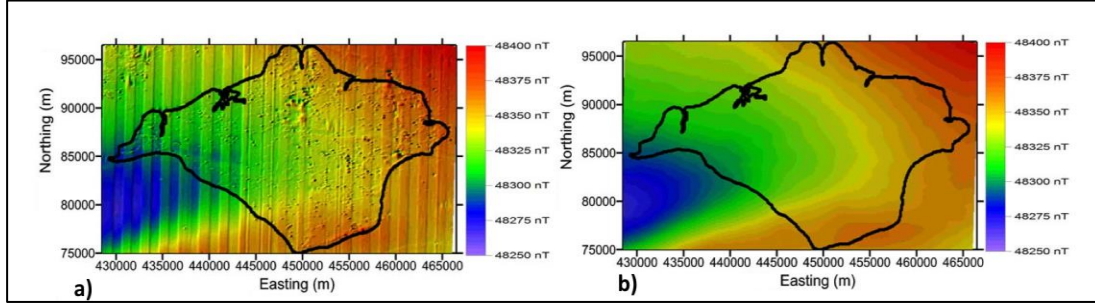 95000
90000
85000
80000
75000
Northing (m)
430000 435000 440000 445000 450000 455000 460000 465000
Easting (m)
a)
48400 nT
48375 nT
48350 nT
48325 nT
48300 nT
48275 nT
48250 nT
95000
90000
85000
80000
75000
Northing (m)
430000 435000 440000 445000 450000 455000 460000 465000
Easting (m)
b)
48400 nT
48375 nT
48350 nT
48325 nT
48300 nT
48275 nT
48250 nT